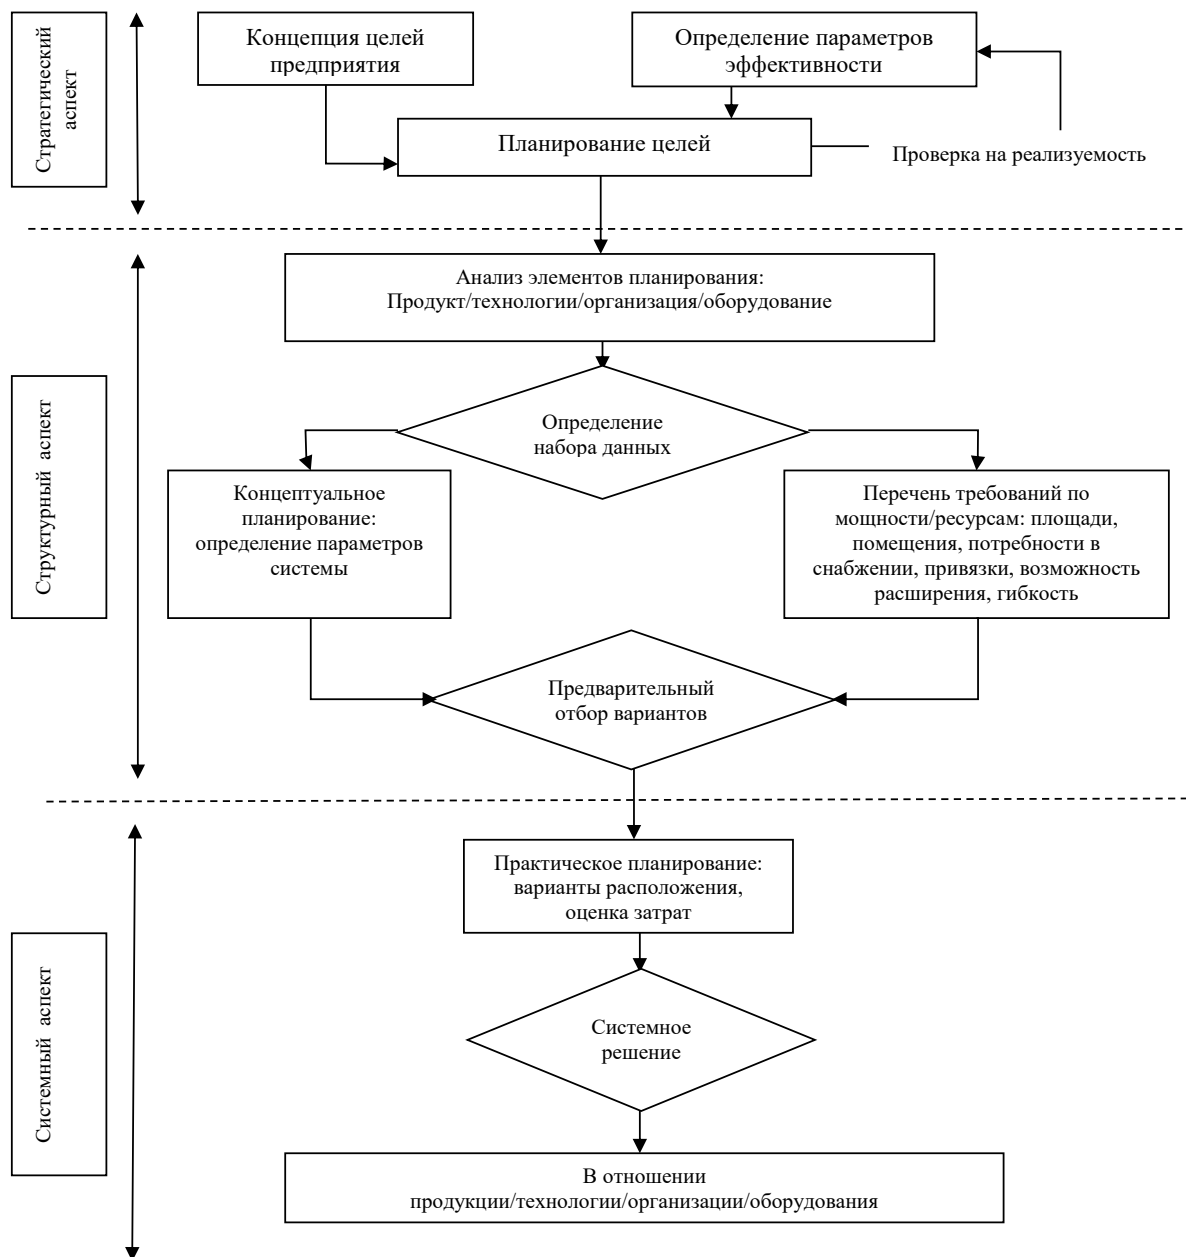 Стратегический
аспект
Концепция целей
предприятия
Определение параметров
эффективности
Планирование целей
Проверка на реализуемость
Структурный аспект
Анализ элементов планирования:
Продукт/технологии/организация/оборудование
Определение
набора данных
Концептуальное
планирование:
определение параметров
системы
Перечень требований по
мощности/ресурсам: площади,
помещения, потребности в
снабжении, привязки, возможность
расширения, гибкость
Предварительный
отбор вариантов
Системный аспект
Практическое планирование:
варианты расположения,
оценка затрат
Системное
решение
В отношении
продукции/технологии/организации/оборудования